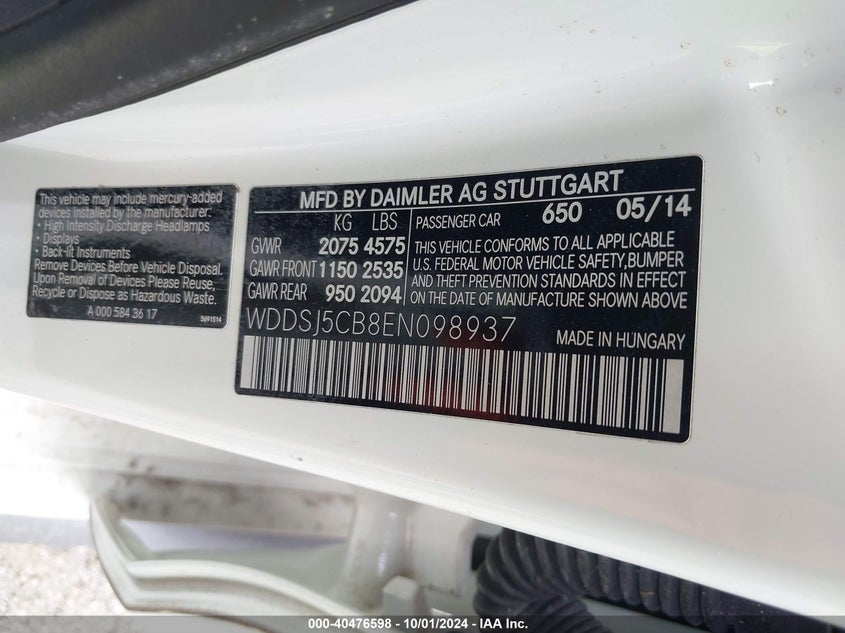 This vehicle may include mercury-added
devices installed by the manufacturer:
• High Intensity Discharge Headlamps
• Displays
• Back-lit Instruments
Remove Devices Before Vehicle Disposal.
Upon Removal of Devices Please Reuse,
Recycle or Dispose as Hazardous Waste.
A 000 584 36 17
MFD BY DAIMLER AG STUTTGART
KG LBS
GVWR 2075 4575
GAWR FRONT 1150 2535
GAWR REAR 950 2094
PASSENGER CAR 650 05/14
THIS VEHICLE CONFORMS TO ALL APPLICABLE
U.S. FEDERAL MOTOR VEHICLE SAFETY,BUMPER
AND THEFT PREVENTION STANDARDS IN EFFECT
ON THE DATE OF MANUFACTURE SHOWN ABOVE
WDDSJ5CB8EN098937
MADE IN HUNGARY
000-40476598 - 10/01/2024 - IAA Inc.